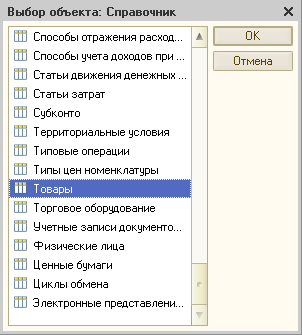 Выбор объекта: Справочник
Способы отражения расход...
Способы учета доходов при ...
Статьи движения денежных ...
Статьи затрат
Субконто
Территориальные условия
Типовые операции
Типы цен номенклатуры
Товары
Торговое оборудование
Учетные записи документо...
Физические лица
Ценные бумаги
Циклы обмена
Электронные представлени...
OK
Отмена